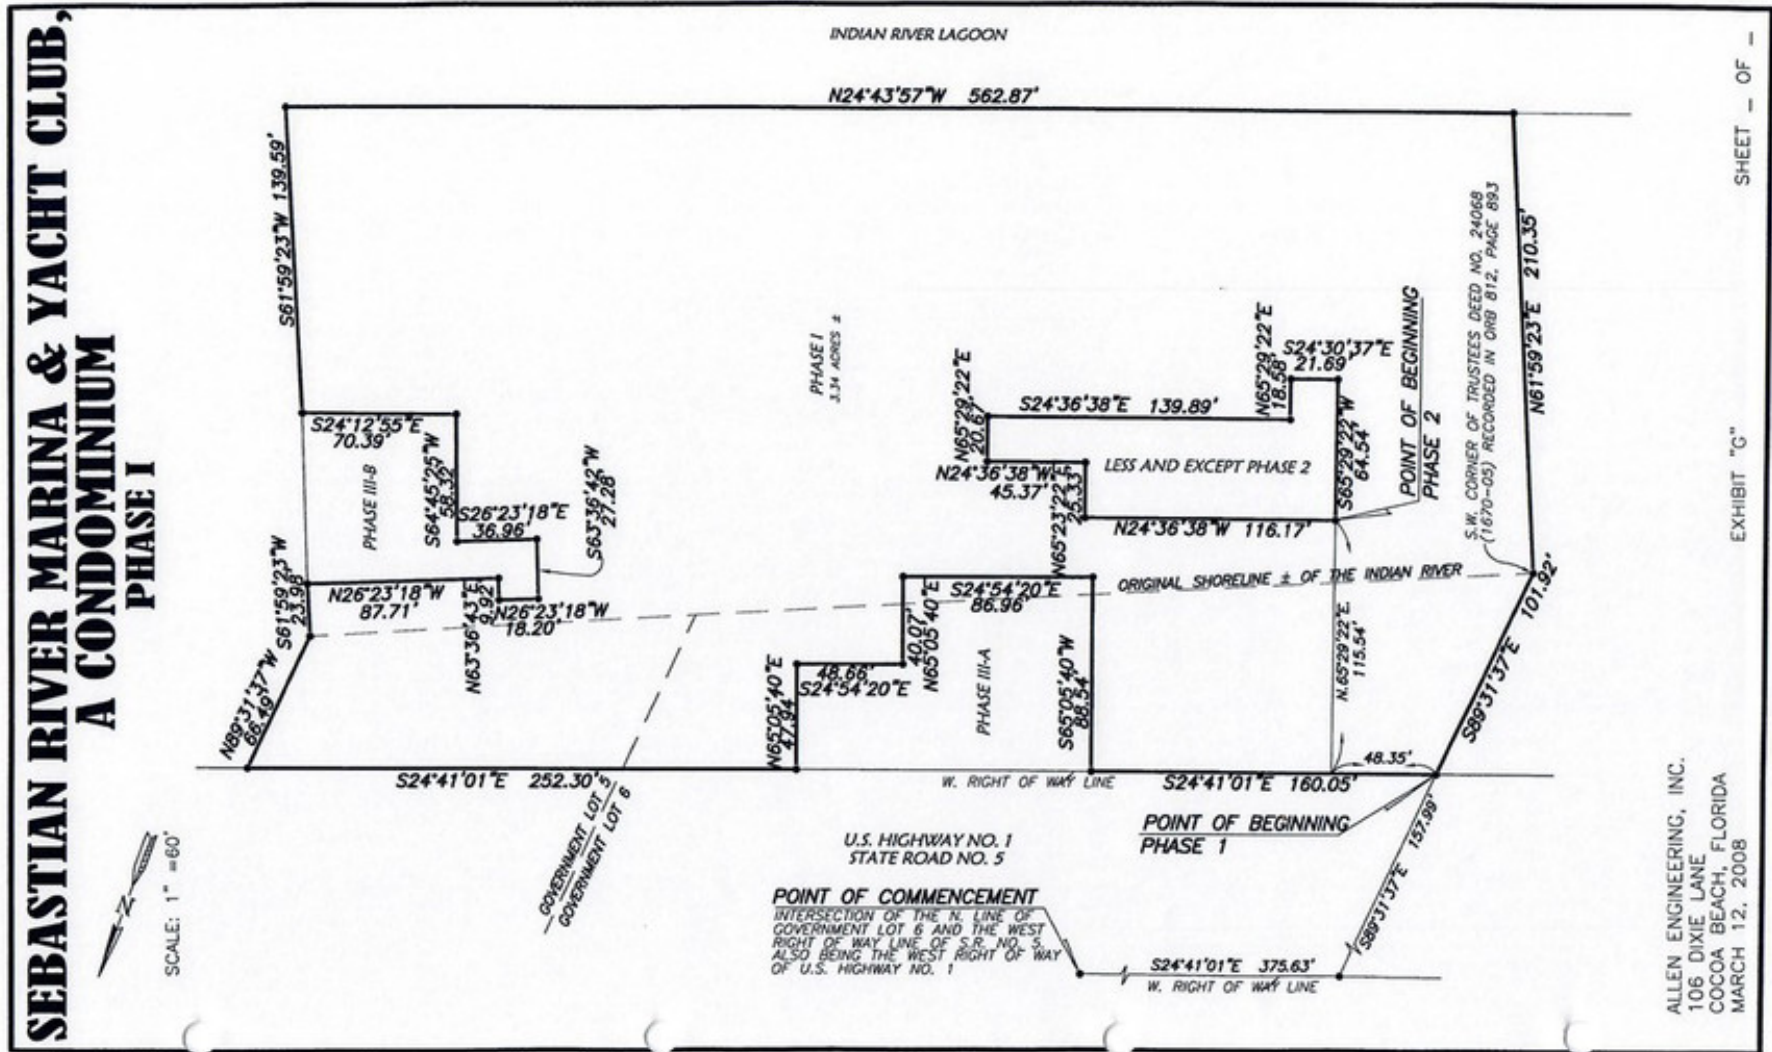 SEBASTIAN RIVER MARINA & YACHT CLUB,
A CONDOMINIUM
PHASE I
INDIAN RIVER LAGOON
N24°43'57"W 562.87'
S61°59'23"W 139.59'
S24°12'55"E
70.39'
PHASE III-B
S64°45'25"W
58.32'
S26°23'18"E
36.96'
S63°36'42"W
27.28'
S61°59'23"W
23.98'
N26°23'18"W
87.71'
N63°36'43"E
9.92'
N26°23'18"W
18.20'
N89°31'37"W
66.49'
PHASE I
3.34 ACRES ±
N65°29'22"E
S24°36'38"E 139.89'
N65°29'22"E
18.58'
S24°30'37"E
21.69'
N24°36'38"W
45.37'
LESS AND EXCEPT PHASE 2
25.33'
S65°29'22"W
64.54'
N24°36'38"W 116.17'
POINT OF BEGINNING
PHASE 2
S.W. CORNER OF TRUSTEES DEED NO. 24068
(1670-05) RECORDED IN ORB 812, PAGE 893
N61°59'23"E 210.35'
ORIGINAL SHORELINE ± OF THE INDIAN RIVER
S24°54'20"E
86.96'
40.07'
N65°05'40"E
48.66'
S24°54'20"E
N65°05'40"E
47.94'
PHASE III-A
S65°05'40"W
88.54'
N.65°29'22"E
115.54'
S89°31'37"E 101.92'
48.35'
S24°41'01"E 252.30'
W. RIGHT OF WAY LINE
S24°41'01"E 160.05'
GOVERNMENT LOT 5
GOVERNMENT LOT 6
U.S. HIGHWAY NO. 1
STATE ROAD NO. 5
POINT OF BEGINNING
PHASE 1
S89°31'37"E 157.99'
POINT OF COMMENCEMENT
INTERSECTION OF THE N. LINE OF
GOVERNMENT LOT 6 AND THE WEST
RIGHT OF WAY LINE OF S.R. NO. 5,
ALSO BEING THE WEST RIGHT OF WAY
OF U.S. HIGHWAY NO. 1
S24°41'01"E 375.63'
W. RIGHT OF WAY LINE
N
SCALE: 1" =60'
SHEET _ OF _
EXHIBIT "G"
ALLEN ENGINEERING, INC.
106 DIXIE LANE
COCOA BEACH, FLORIDA
MARCH 12, 2008